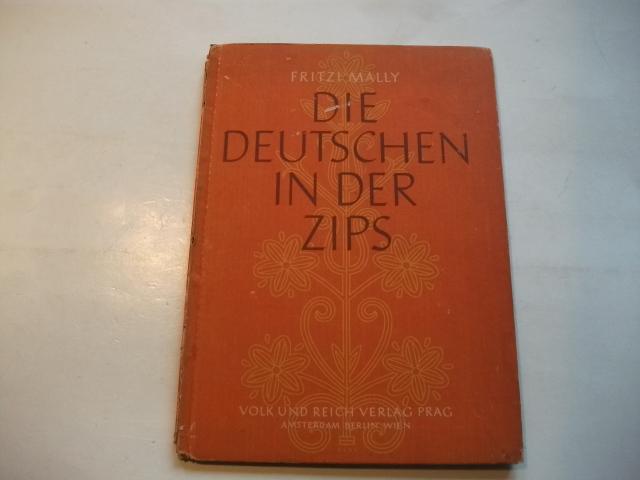 FRITZI MALLY
DIE
DEUTSCHEN
IN DER
ZIPS
VOLK UND REICH VERLAG PRAG
AMSTERDAM BERLIN WIEN